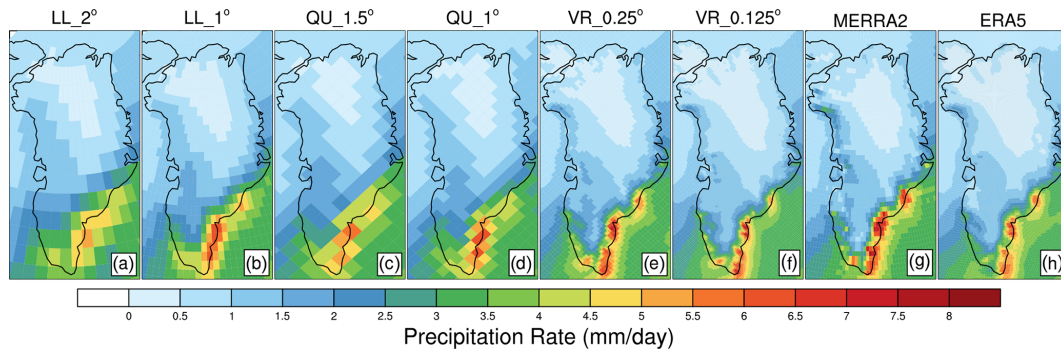 LL_2° LL_1° QU_1.5° QU_1° VR_0.25° VR_0.125° MERRA2 ERA5
(a) (b) (c) (d) (e) (f) (g) (h)
0 0.5 1 1.5 2 2.5 3 3.5 4 4.5 5 5.5 6 6.5 7 7.5 8
Precipitation Rate (mm/day)